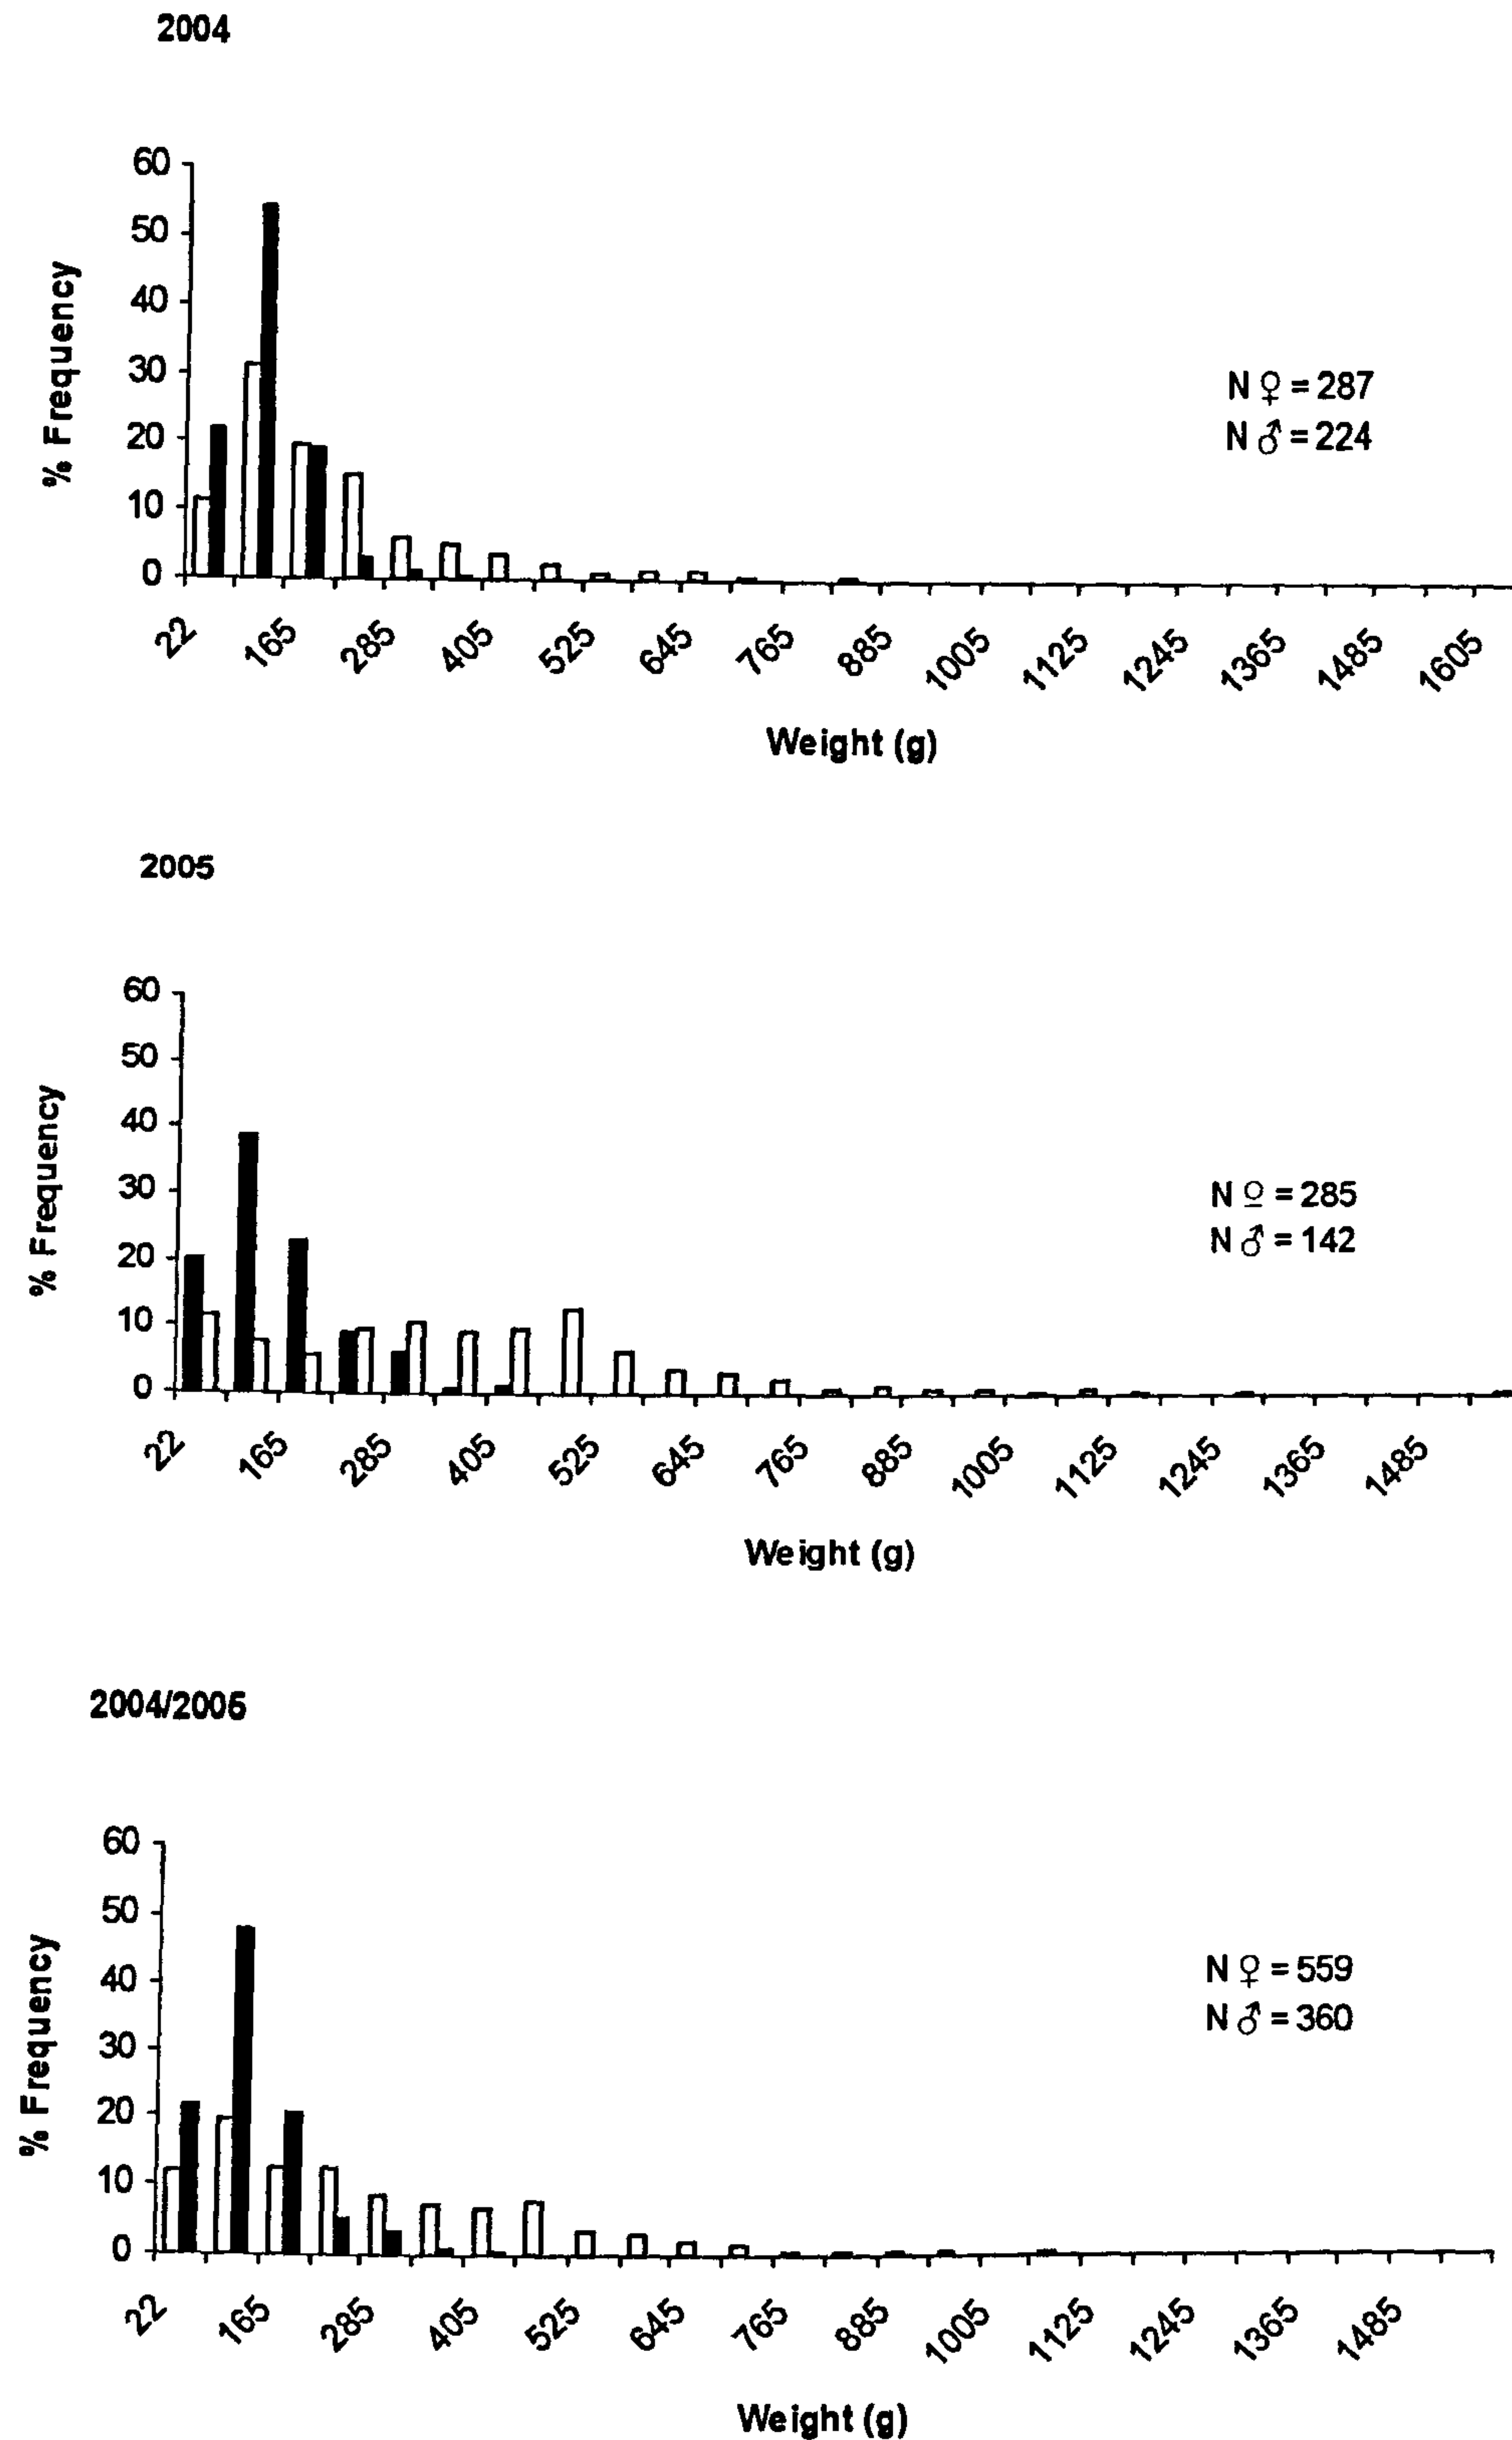 2004
60
50
40
30
20
10
0
% Frequency
N ♀ = 287
N ♂ = 224
22 165 285 405 525 645 765 885 1005 1125 1245 1365 1485 1605
Weight (g)
2005
60
50
40
30
20
10
0
% Frequency
N ♀ = 285
N ♂ = 142
22 165 285 405 525 645 765 885 1005 1125 1245 1365 1485
Weight (g)
2004/2005
60
50
40
30
20
10
0
% Frequency
N ♀ = 559
N ♂ = 360
22 165 285 405 525 645 765 885 1005 1125 1245 1365 1485
Weight (g)